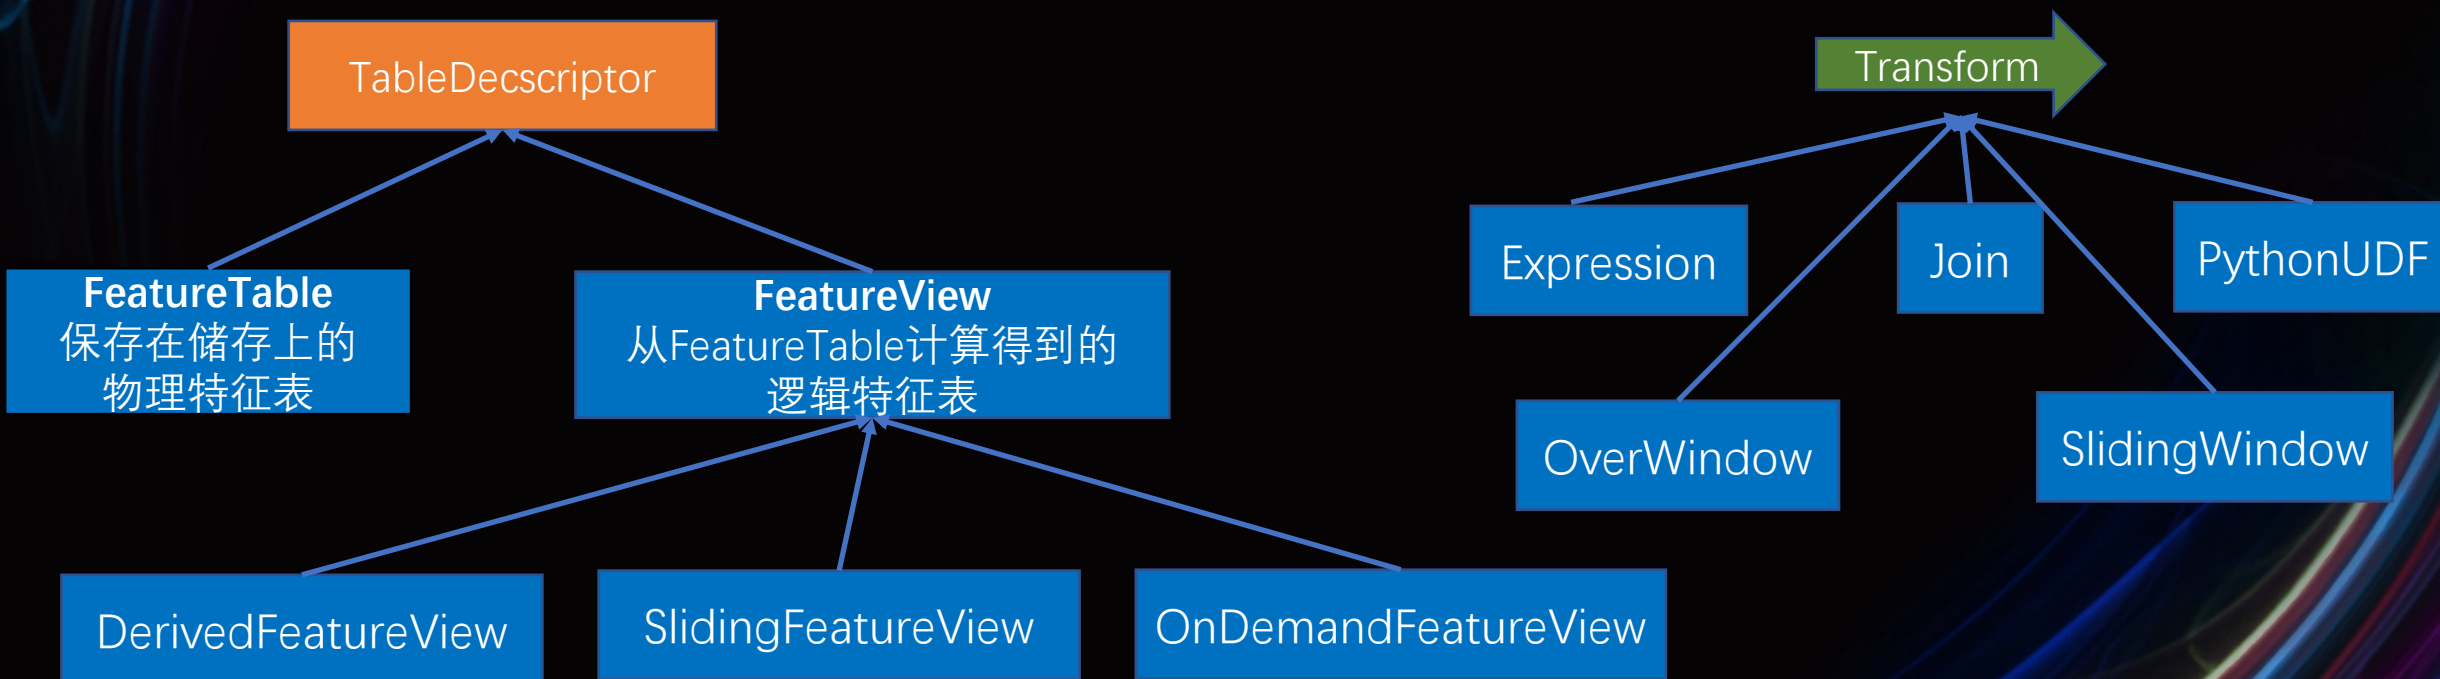 TableDecscriptor
Transform
FeatureTable
保存在储存上的
物理特征表
FeatureView
从FeatureTable计算得到的
逻辑特征表
Expression
Join
PythonUDF
OverWindow
SlidingWindow
DerivedFeatureView
SlidingFeatureView
OnDemandFeatureView